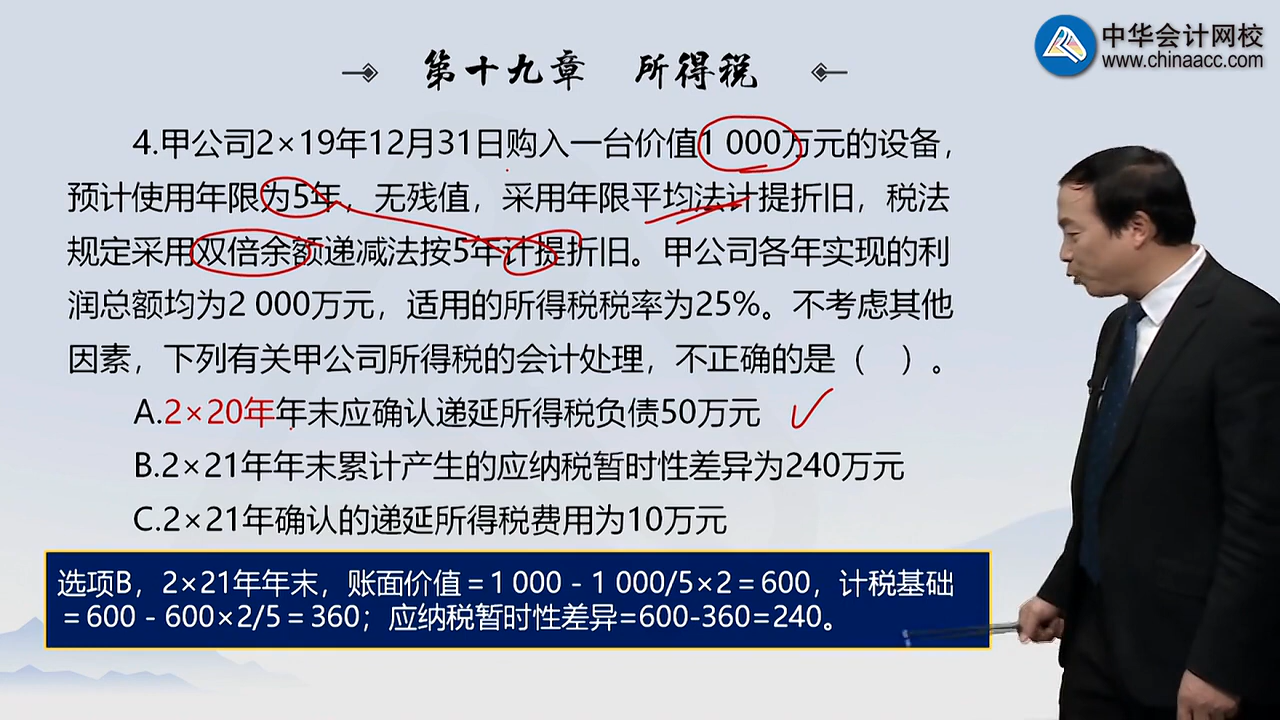 中华会计网校
www.chinaacc.com
第十九章 所得税
4.甲公司2×19年12月31日购入一台价值1 000万元的设备，
预计使用年限为5年，无残值，采用年限平均法计提折旧，税法
规定采用双倍余额递减法按5年计提折旧。甲公司各年实现的利
润总额均为2 000万元，适用的所得税税率为25%。不考虑其他
因素，下列有关甲公司所得税的会计处理，不正确的是（ ）。
A.2×20年年末应确认递延所得税负债50万元
B.2×21年年末累计产生的应纳税暂时性差异为240万元
C.2×21年确认的递延所得税费用为10万元
选项B，2×21年年末，账面价值＝1 000－1 000/5×2＝600，计税基础
＝600－600×2/5＝360；应纳税暂时性差异=600-360=240。